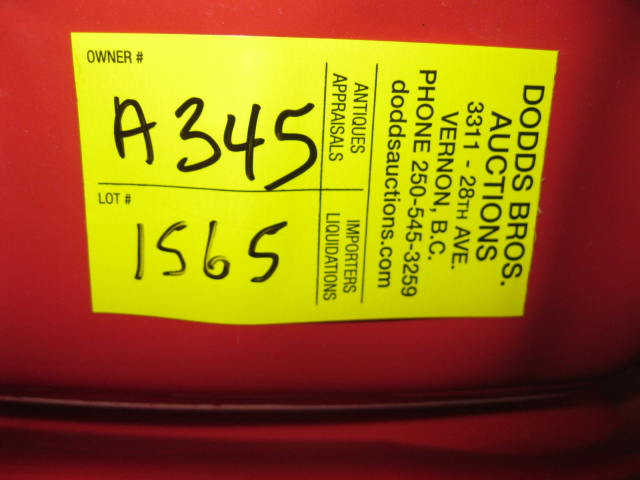 OWNER #
A345
LOT #
1565
ANTIQUES
APPRAISALS
IMPORTERS
LIQUIDATIONS
DODDS BROS.
AUCTIONS
3311 - 28TH AVE.
VERNON, B.C.
PHONE 250-545-3259
doddsauctions.com